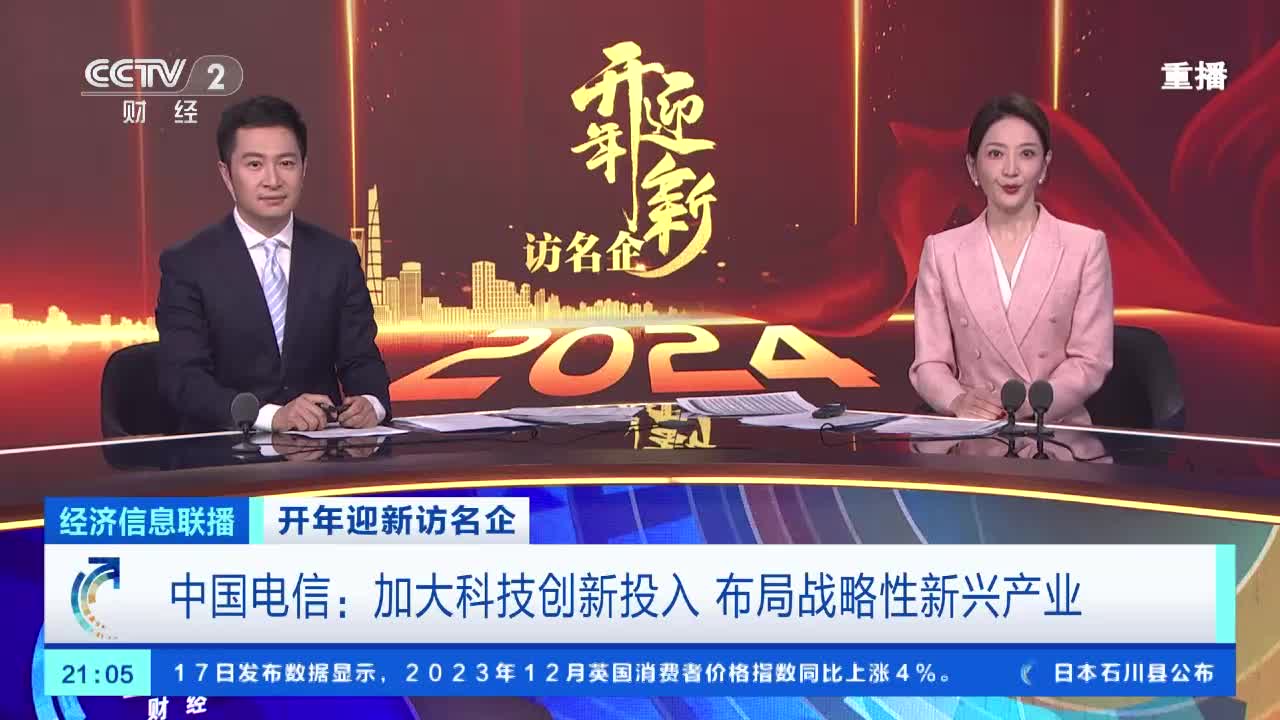 CCTV 2
财 经
重播
开年迎新
访名企
2024
经济信息联播
开年迎新访名企
中国电信：加大科技创新投入 布局战略性新兴产业
21:05
17日发布数据显示，2023年12月英国消费者价格指数同比上涨4%。
日本石川县公布
财 经